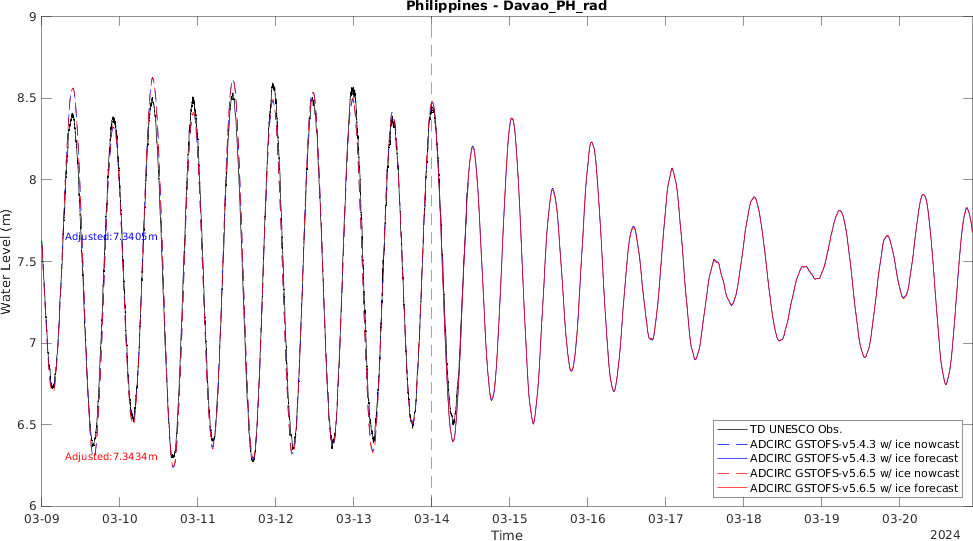 Philippines - Davao_PH_rad
Water Level (m)
9
8.5
8
7.5
7
6.5
6
Adjusted:7.3405m
Adjusted:7.3434m
TD UNESCO Obs.
ADCIRC GSTOFS-v5.4.3 w/ ice nowcast
ADCIRC GSTOFS-v5.4.3 w/ ice forecast
ADCIRC GSTOFS-v5.6.5 w/ ice nowcast
ADCIRC GSTOFS-v5.6.5 w/ ice forecast
03-09 03-10 03-11 03-12 03-13 03-14 03-15 03-16 03-17 03-18 03-19 03-20
Time
2024